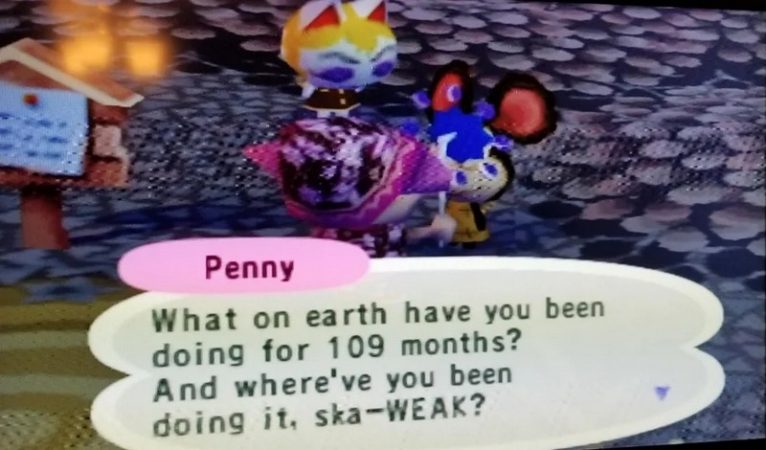 Penny
What on earth have you been
doing for 109 months?
And where've you been
doing it, ska-WEAK?